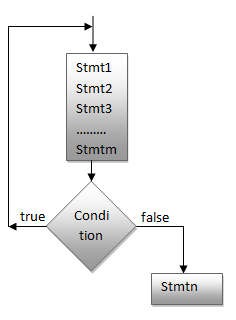 Stmt1
Stmt2
Stmt3
.........
Stmtm
true
Condi
tion
false
Stmtn